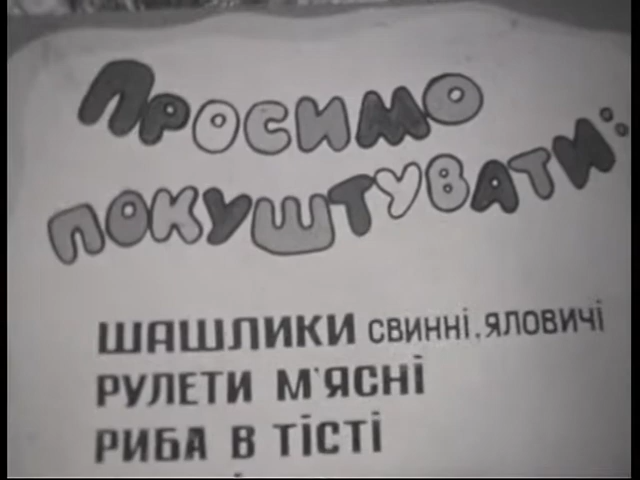 Просимо
покуштувати:
ШАШЛИКИ СВИННІ, ЯЛОВИЧІ
РУЛЕТИ М'ЯСНІ
РИБА В ТІСТІ